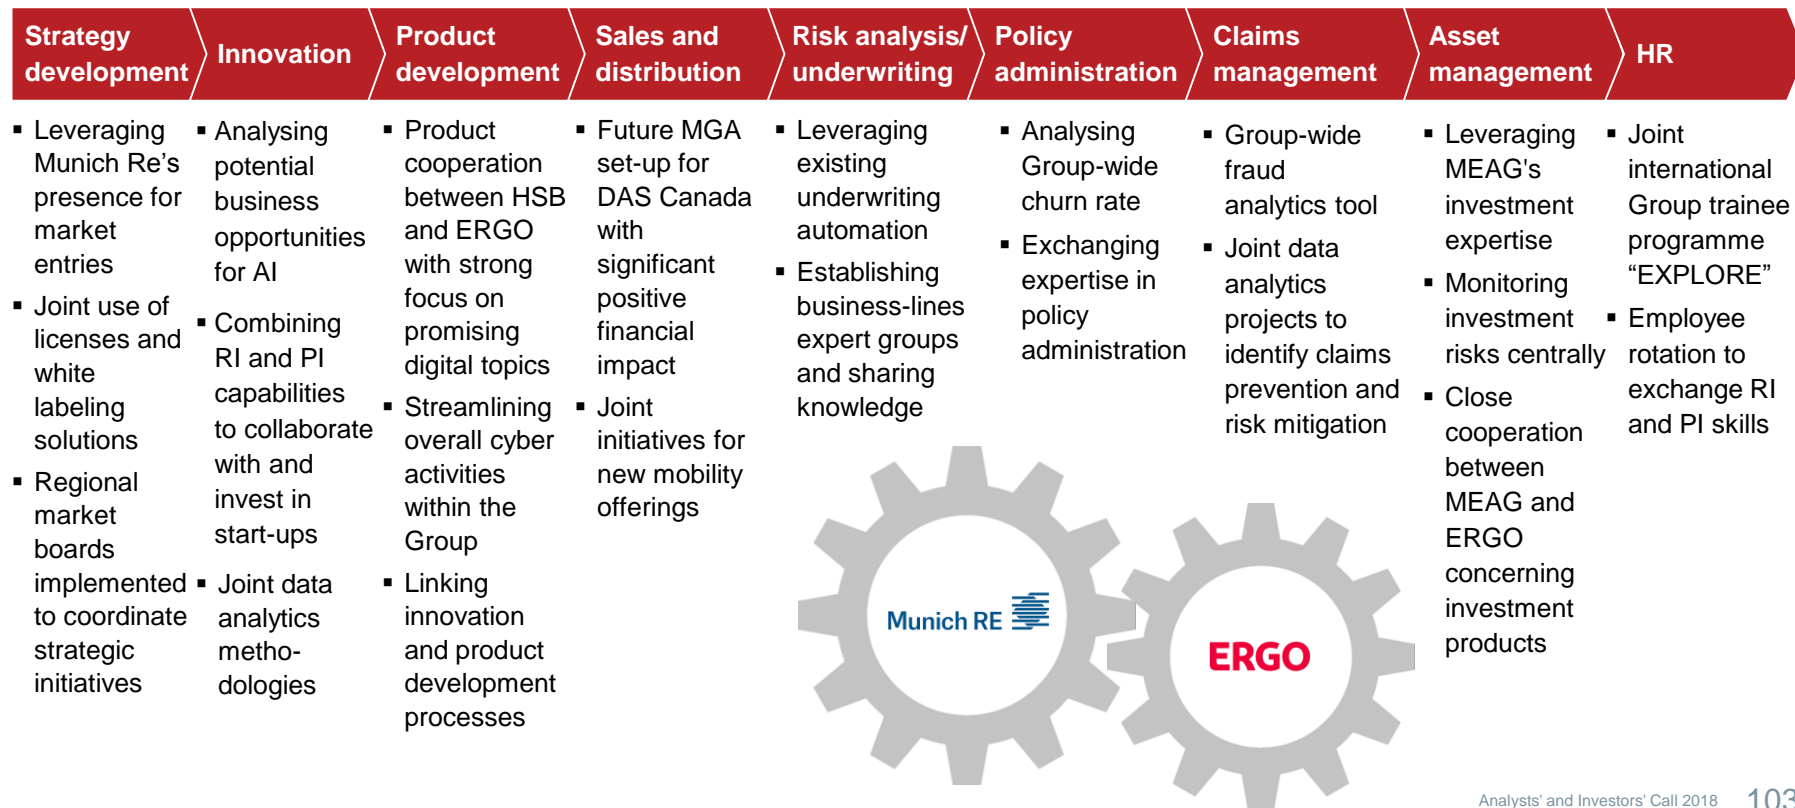 Strategy
development
Innovation
Product
development
Sales and
distribution
Risk analysis/
underwriting
Policy
administration
Claims
management
Asset
management
HR
▪ Leveraging
Munich Re’s
presence for
market
entries
▪ Joint use of
licenses and
white
labeling
solutions
▪ Regional
market
boards
implemented
to coordinate
strategic
initiatives
▪ Analysing
potential
business
opportunities
for AI
▪ Combining
RI and PI
capabilities
to collaborate
with and
invest in
start-ups
▪ Joint data
analytics
metho-
dologies
▪ Product
cooperation
between HSB
and ERGO
with strong
focus on
promising
digital topics
▪ Streamlining
overall cyber
activities
within the
Group
▪ Linking
innovation
and product
development
processes
▪ Future MGA
set-up for
DAS Canada
with
significant
positive
financial
impact
▪ Joint
initiatives for
new mobility
offerings
▪ Leveraging
existing
underwriting
automation
▪ Establishing
business-lines
expert groups
and sharing
knowledge
▪ Analysing
Group-wide
churn rate
▪ Exchanging
expertise in
policy
administration
▪ Group-wide
fraud
analytics tool
▪ Joint data
analytics
projects to
identify claims
prevention and
risk mitigation
▪ Leveraging
MEAG's
investment
expertise
▪ Monitoring
investment
risks centrally
▪ Close
cooperation
between
MEAG and
ERGO
concerning
investment
products
▪ Joint
international
Group trainee
programme
“EXPLORE”
▪ Employee
rotation to
exchange RI
and PI skills
Munich RE
ERGO
Analysts' and Investors' Call 2018
103